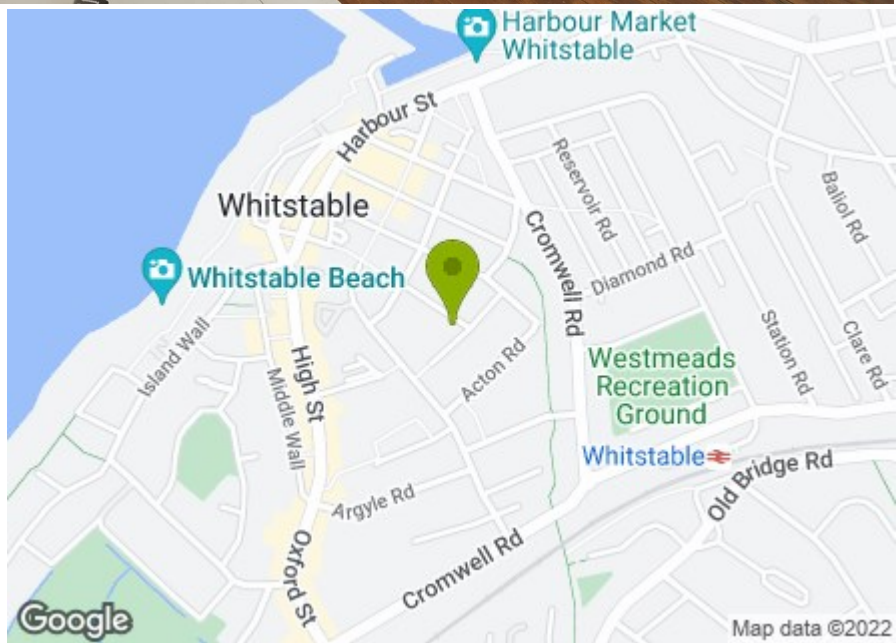 Harbour Market
Whitstable
Harbour St
Whitstable
Reservoir Rd
Baliol Rd
Cromwell Rd
Whitstable Beach
Diamond Rd
Island Wall
High St
Middle Wall
Acton Rd
Station Rd
Clare Rd
Westmeads
Recreation
Ground
Whitstable
Old Bridge Rd
Argyle Rd
Oxford St
Cromwell Rd
Google
Map data ©2022